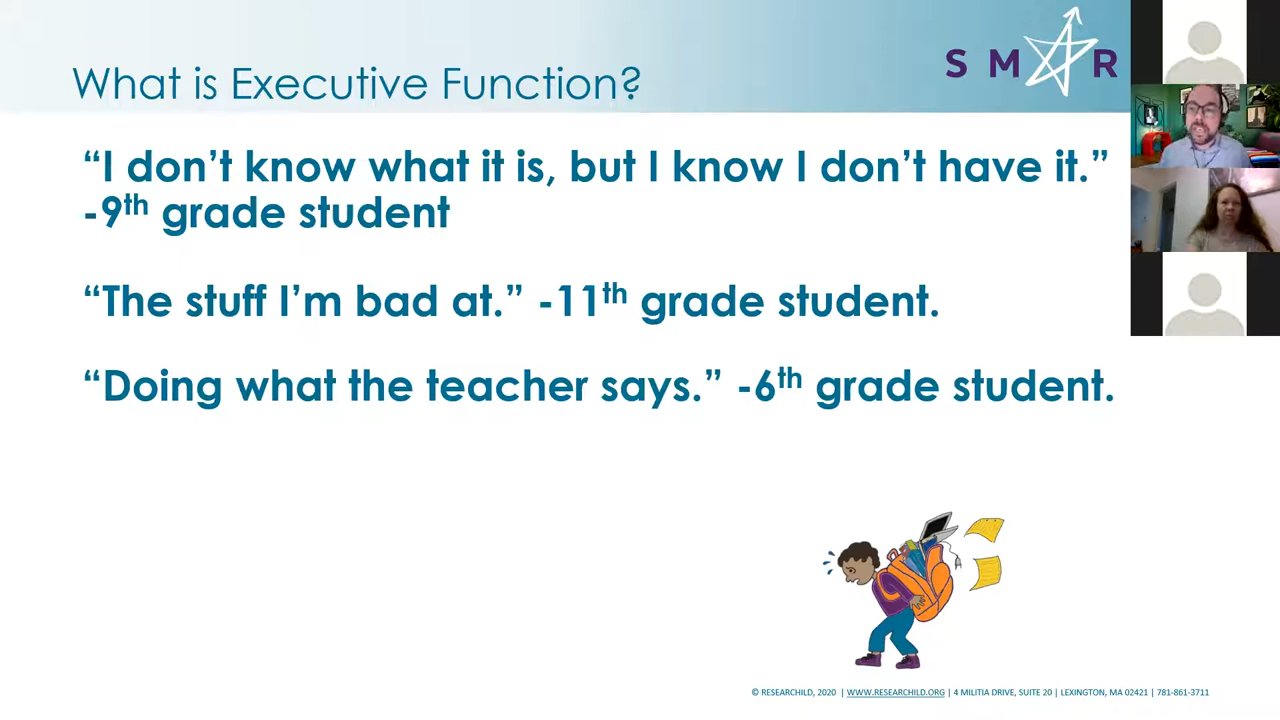 What is Executive Function?
S M R
“I don’t know what it is, but I know I don’t have it.”
-9th grade student
“The stuff I’m bad at.” -11th grade student.
“Doing what the teacher says.” -6th grade student.
© RESEARCHILD, 2020 | WWW.RESEARCHILD.ORG | 4 MILITIA DRIVE, SUITE 20 | LEXINGTON, MA 02421 | 781-861-3711